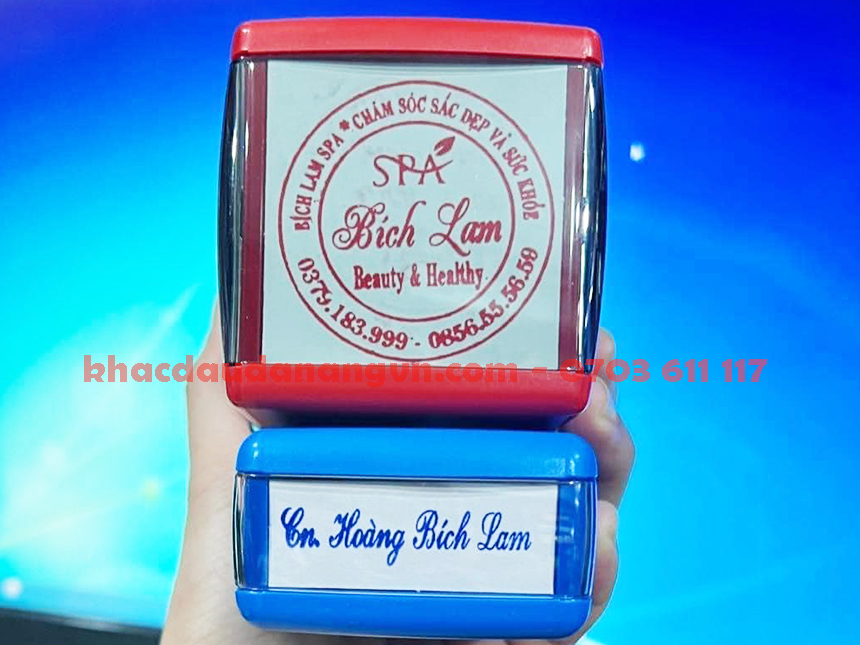 BÍCH LAM SPA * CHĂM SÓC SẮC ĐẸP VÀ SỨC KHỎE
SPA
Bích Lam
Beauty & Healthy
0379.183.999 - 0856.55.56.59
khacdaudanangvn.com - 0703 611 117
Cn. Hoàng Bích Lam